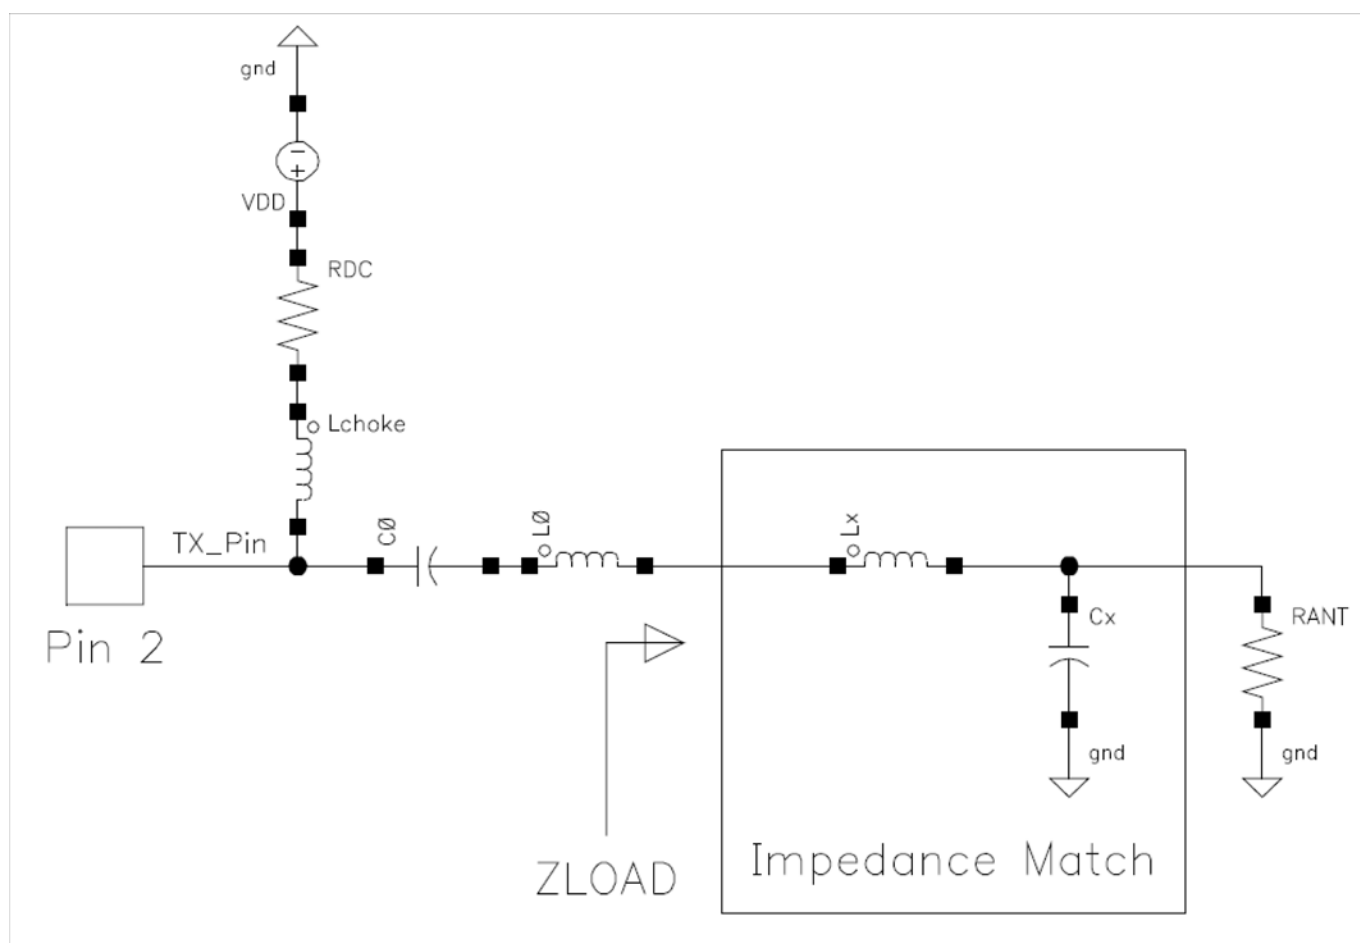 gnd
VDD
RDC
Lchoke
TX_Pin
CØ
LØ
Lx
Pin 2
Cx
RANT
gnd
gnd
ZLOAD
Impedance Match